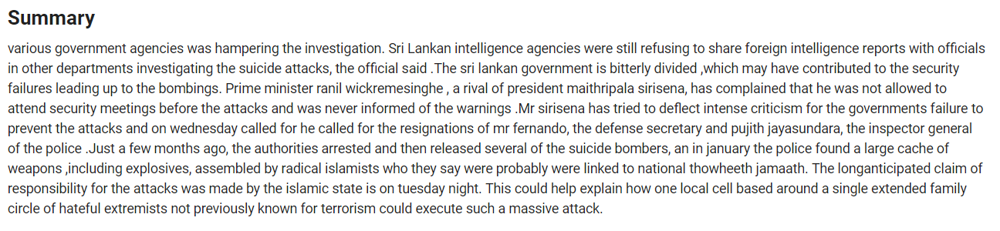 Summary
various government agencies was hampering the investigation. Sri Lankan intelligence agencies were still refusing to share foreign intelligence reports with officials
in other departments investigating the suicide attacks, the official said .The sri lankan government is bitterly divided ,which may have contributed to the security
failures leading up to the bombings. Prime minister ranil wickremesinghe , a rival of president maithripala sirisena, has complained that he was not allowed to
attend security meetings before the attacks and was never informed of the warnings .Mr sirisena has tried to deflect intense criticism for the governments failure to
prevent the attacks and on wednesday called for he called for the resignations of mr fernando, the defense secretary and pujith jayasundara, the inspector general
of the police .Just a few months ago, the authorities arrested and then released several of the suicide bombers, an in january the police found a large cache of
weapons ,including explosives, assembled by radical islamists who they say were probably were linked to national thowheeth jamaath. The longanticipated claim of
responsibility for the attacks was made by the islamic state is on tuesday night. This could help explain how one local cell based around a single extended family
circle of hateful extremists not previously known for terrorism could execute such a massive attack.